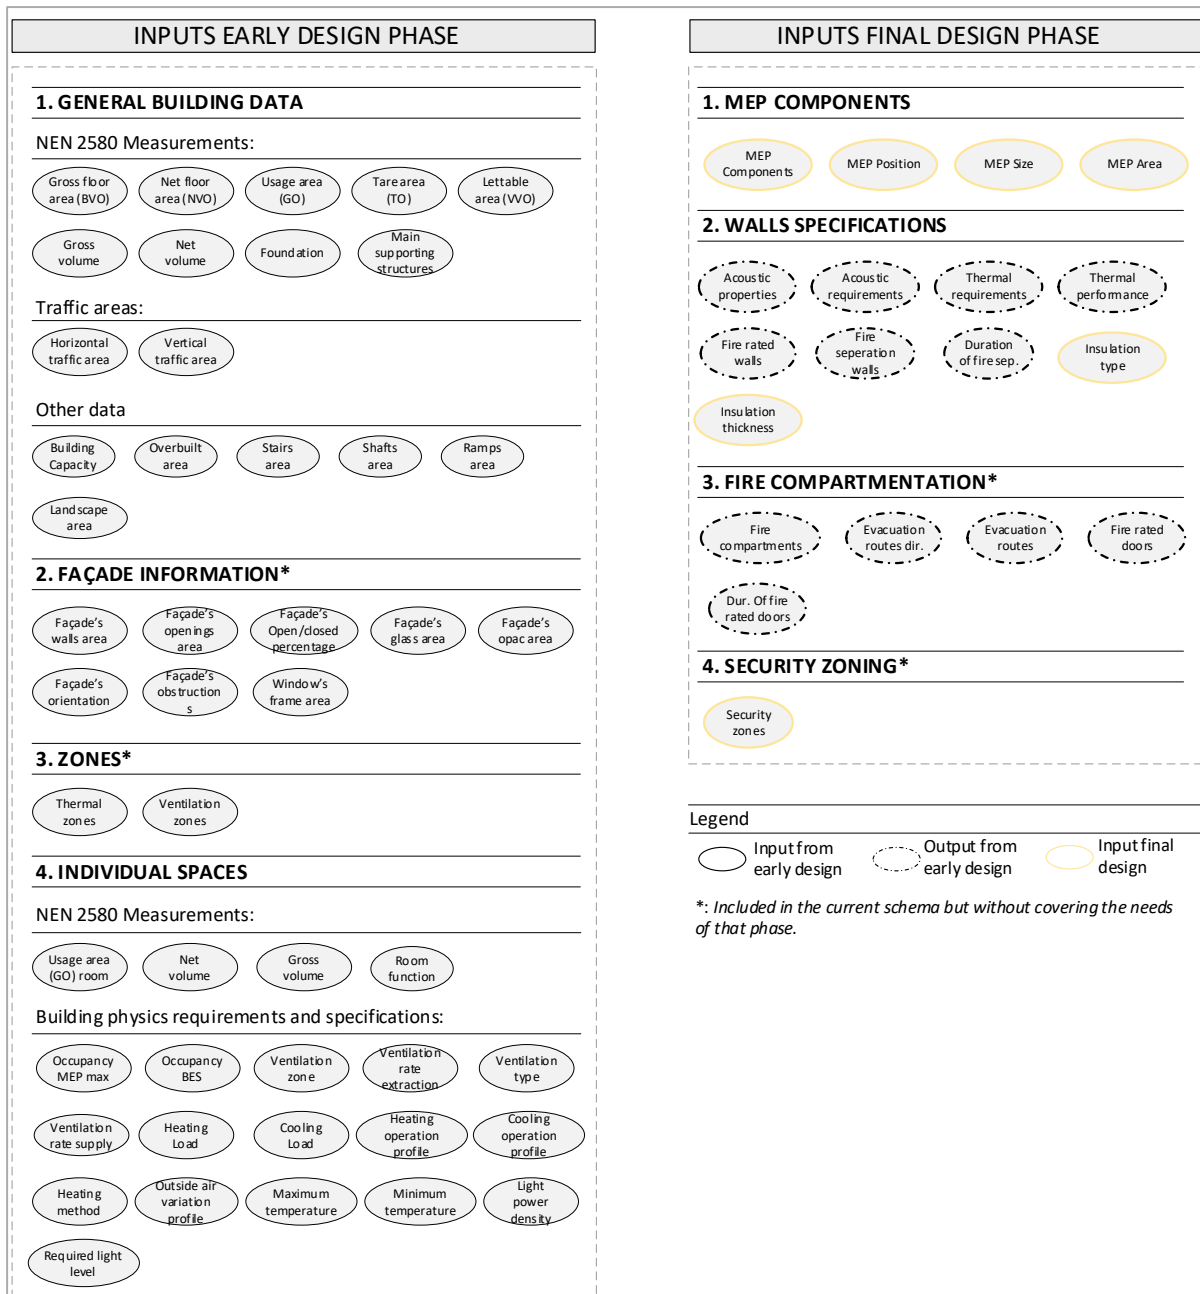 INPUTS EARLY DESIGN PHASE
1. GENERAL BUILDING DATA
NEN 2580 Measurements:
Gross floor
area (BVO)
Net floor
area (NVO)
Usage area
(GO)
Tare area
(TO)
Lettable
area (VVO)
Gross
volume
Net
volume
Foundation
Main
supporting
structures
Traffic areas:
Horizontal
traffic area
Vertical
traffic area
Other data
Building
Capacity
Overbuilt
area
Stairs
area
Shafts
area
Ramps
area
Landscape
area
2. FAÇADE INFORMATION*
Façade's
walls area
Façade's
openings
area
Façade's
Open/closed
percentage
Façade's
glass area
Façade's
opac area
Façade's
orientation
Façade's
obstruction
s
Window's
frame area
3. ZONES*
Thermal
zones
Ventilation
zones
4. INDIVIDUAL SPACES
NEN 2580 Measurements:
Usage area
(GO) room
Net
volume
Gross
volume
Room
function
Building physics requirements and specifications:
Occupancy
MEP max
Occupancy
BES
Ventilation
zone
Ventilation
rate
extraction
Ventilation
type
Ventilation
rate supply
Heating
Load
Cooling
Load
Heating
operation
profile
Cooling
operation
profile
Heating
method
Outside air
variation
profile
Maximum
temperature
Minimum
temperature
Light
power
density
Required light
level
INPUTS FINAL DESIGN PHASE
1. MEP COMPONENTS
MEP
Components
MEP Position
MEP Size
MEP Area
2. WALLS SPECIFICATIONS
Acoustic
properties
Acoustic
requirements
Thermal
requirements
Thermal
performance
Fire rated
walls
Fire
seperation
walls
Duration
of fire sep.
Insulation
type
Insulation
thickness
3. FIRE COMPARTMENTATION*
Fire
compartments
Evacuation
routes dir.
Evacuation
routes
Fire rated
doors
Dur. Of fire
rated doors
4. SECURITY ZONING*
Security
zones
Legend
Input from
early design
Output from
early design
Input final
design
*: Included in the current schema but without covering the needs
of that phase.